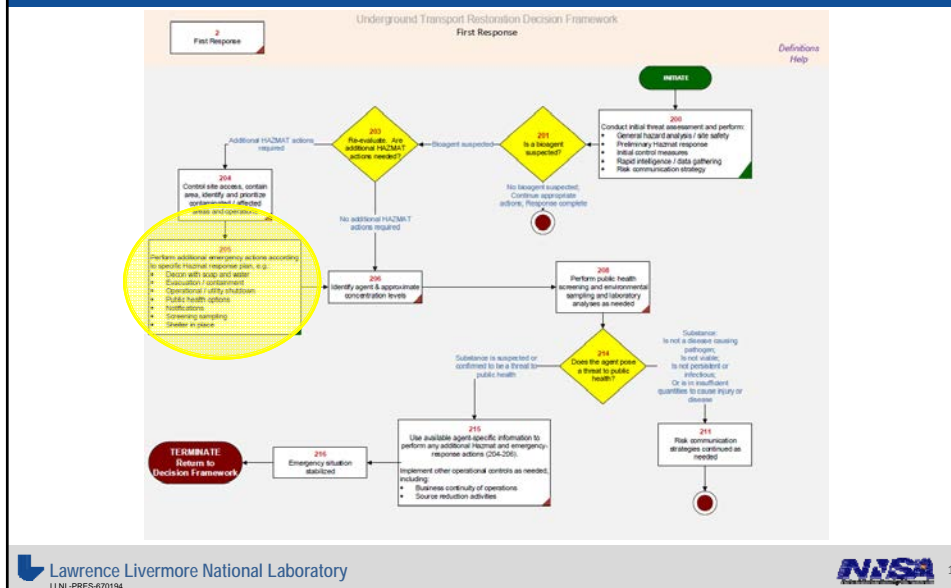 Underground Transport Restoration Decision Framework
First Response
2
First Response
Definitions
Help
INITIATE
200
Conduct initial threat assessment and perform:
• General hazard analysis / site safety
• Preliminary Hazmat response
• Initial control measures
• Rapid intelligence / data gathering
• Risk communication strategy
201
Is a bioagent
suspected?
Bioagent suspected
No bioagent suspected;
Continue appropriate
actions; Response complete
203
Re-evaluate. Are
additional HAZMAT
actions needed?
Additional HAZMAT actions
required
No additional HAZMAT
actions required
204
Control site access, contain
area, identify and prioritize
contaminated / affected
areas and operations
205
Perform additional emergency actions according
to specific Hazmat response plan, e.g.:
• Decon with soap and water
• Evacuation / containment
• Operational / utility shutdown
• Public health options
• Notifications
• Screening sampling
• Shelter in place
206
Identify agent & approximate
concentration levels
208
Perform public health
screening and environmental
sampling and laboratory
analyses as needed
214
Does the agent pose
a threat to public
health?
Substance is suspected or
confirmed to be a threat to
public health
Substance:
Is not a disease causing
pathogen;
Is not viable;
Is not persistent or
infectious;
Or is in insufficient
quantities to cause injury or
disease
211
Risk communication
strategies continued as
needed
215
Use available agent-specific information to
perform any additional Hazmat and emergency-
response actions (204-206).
Implement other operational controls as needed,
including:
• Business continuity of operations
• Source reduction activities
216
Emergency situation
stabilized
TERMINATE
Return to
Decision Framework
Lawrence Livermore National Laboratory
LLNL-PRES-670194
NNSA